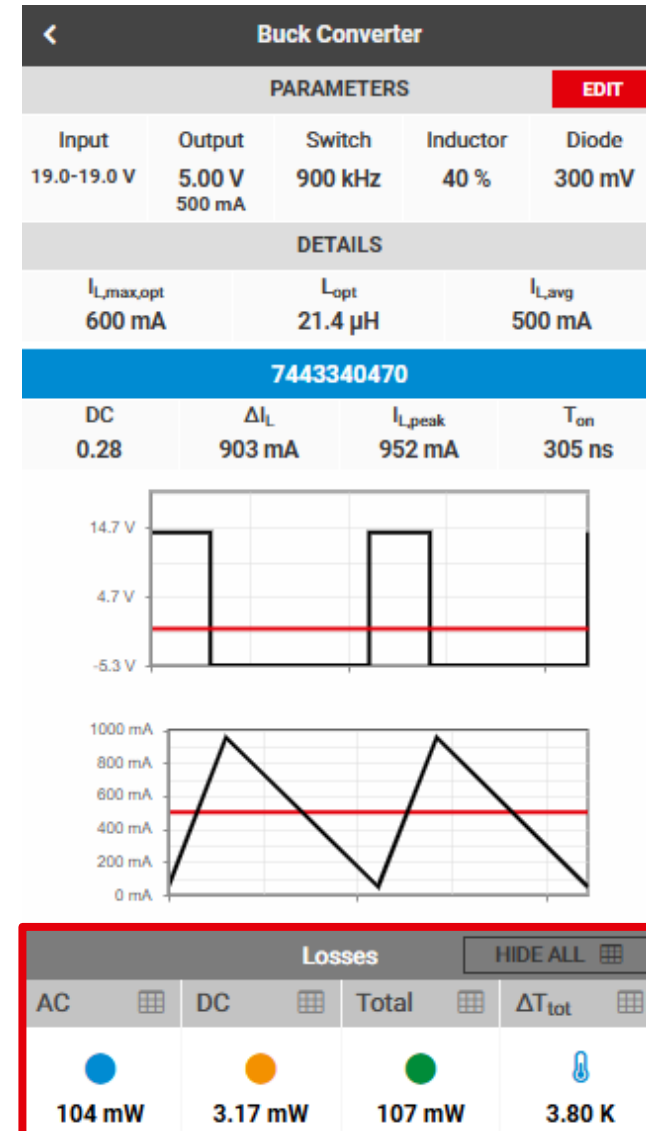 Buck Converter
PARAMETERS EDIT
Input Output Switch Inductor Diode
19.0-19.0 V 5.00 V 900 kHz 40 % 300 mV
500 mA
DETAILS
IL,max,opt Lopt IL,avg
600 mA 21.4 µH 500 mA
7443340470
DC ΔIL IL,peak Ton
0.28 903 mA 952 mA 305 ns
14.7 V
4.7 V
-5.3 V
1000 mA
800 mA
600 mA
400 mA
200 mA
0 mA
Losses HIDE ALL
AC DC Total ΔTtot
104 mW 3.17 mW 107 mW 3.80 K